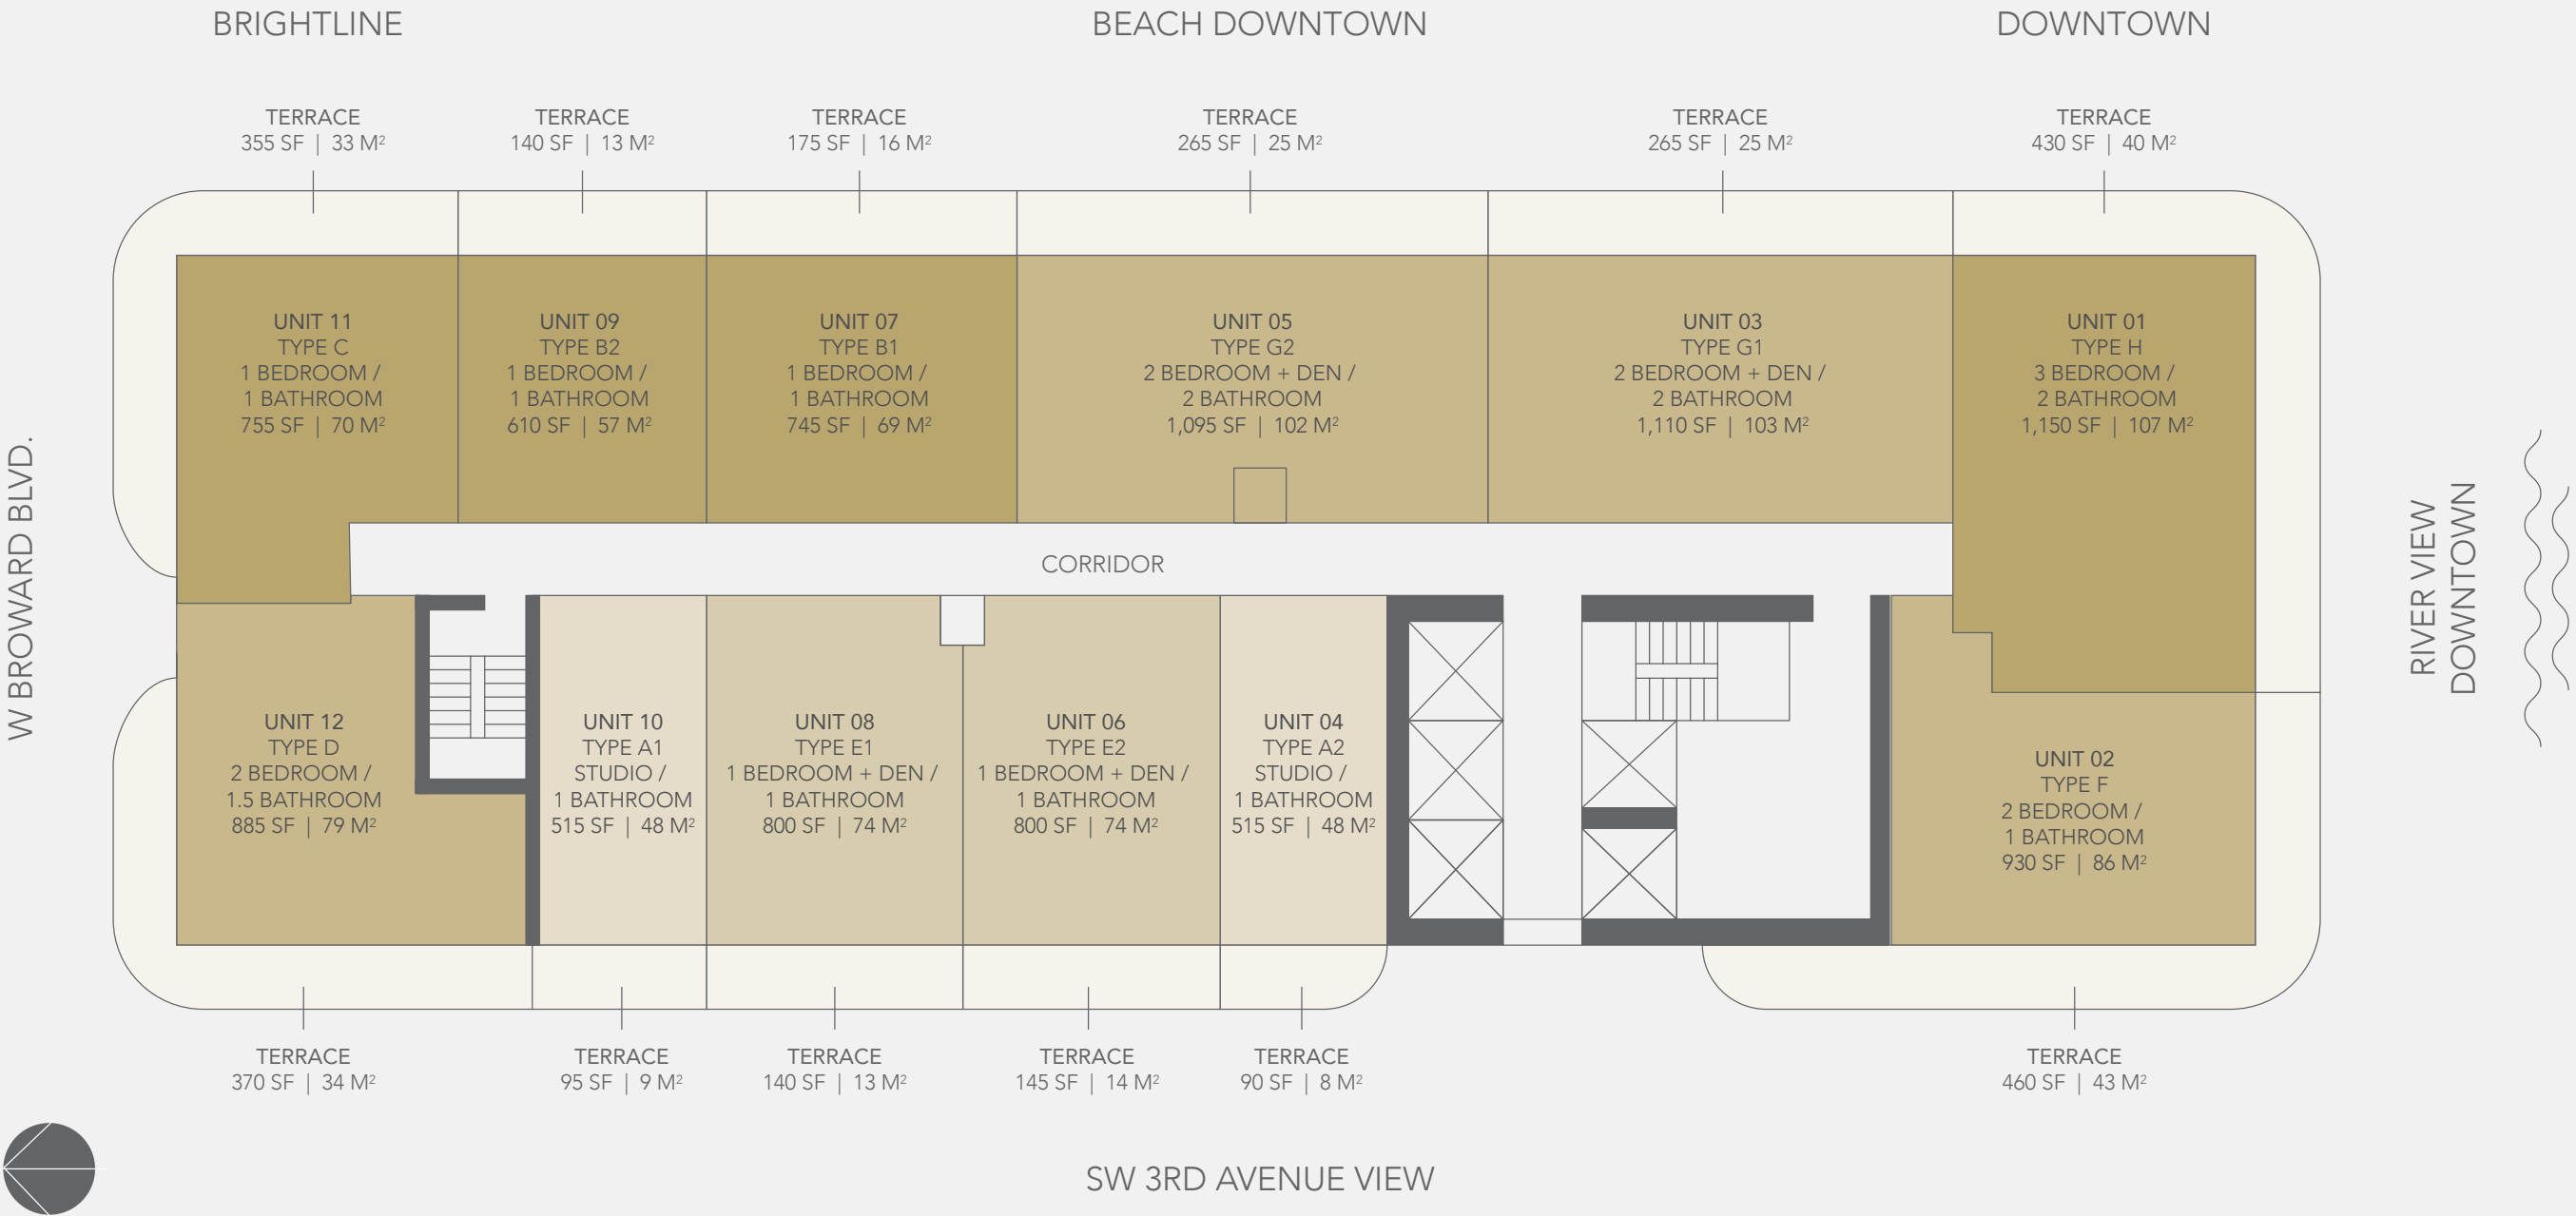 BRIGHTLINE
BEACH DOWNTOWN
DOWNTOWN
TERRACE
355 SF | 33 M²
TERRACE
140 SF | 13 M²
TERRACE
175 SF | 16 M²
TERRACE
265 SF | 25 M²
TERRACE
265 SF | 25 M²
TERRACE
430 SF | 40 M²
UNIT 11
TYPE C
1 BEDROOM /
1 BATHROOM
755 SF | 70 M²
UNIT 09
TYPE B2
1 BEDROOM /
1 BATHROOM
610 SF | 57 M²
UNIT 07
TYPE B1
1 BEDROOM /
1 BATHROOM
745 SF | 69 M²
UNIT 05
TYPE G2
2 BEDROOM + DEN /
2 BATHROOM
1,095 SF | 102 M²
UNIT 03
TYPE G1
2 BEDROOM + DEN /
2 BATHROOM
1,110 SF | 103 M²
UNIT 01
TYPE H
3 BEDROOM /
2 BATHROOM
1,150 SF | 107 M²
W BROWARD BLVD.
CORRIDOR
RIVER VIEW
DOWNTOWN
UNIT 12
TYPE D
2 BEDROOM /
1.5 BATHROOM
885 SF | 79 M²
UNIT 10
TYPE A1
STUDIO /
1 BATHROOM
515 SF | 48 M²
UNIT 08
TYPE E1
1 BEDROOM + DEN /
1 BATHROOM
800 SF | 74 M²
UNIT 06
TYPE E2
1 BEDROOM + DEN /
1 BATHROOM
800 SF | 74 M²
UNIT 04
TYPE A2
STUDIO /
1 BATHROOM
515 SF | 48 M²
UNIT 02
TYPE F
2 BEDROOM /
1 BATHROOM
930 SF | 86 M²
TERRACE
370 SF | 34 M²
TERRACE
95 SF | 9 M²
TERRACE
140 SF | 13 M²
TERRACE
145 SF | 14 M²
TERRACE
90 SF | 8 M²
TERRACE
460 SF | 43 M²
SW 3RD AVENUE VIEW